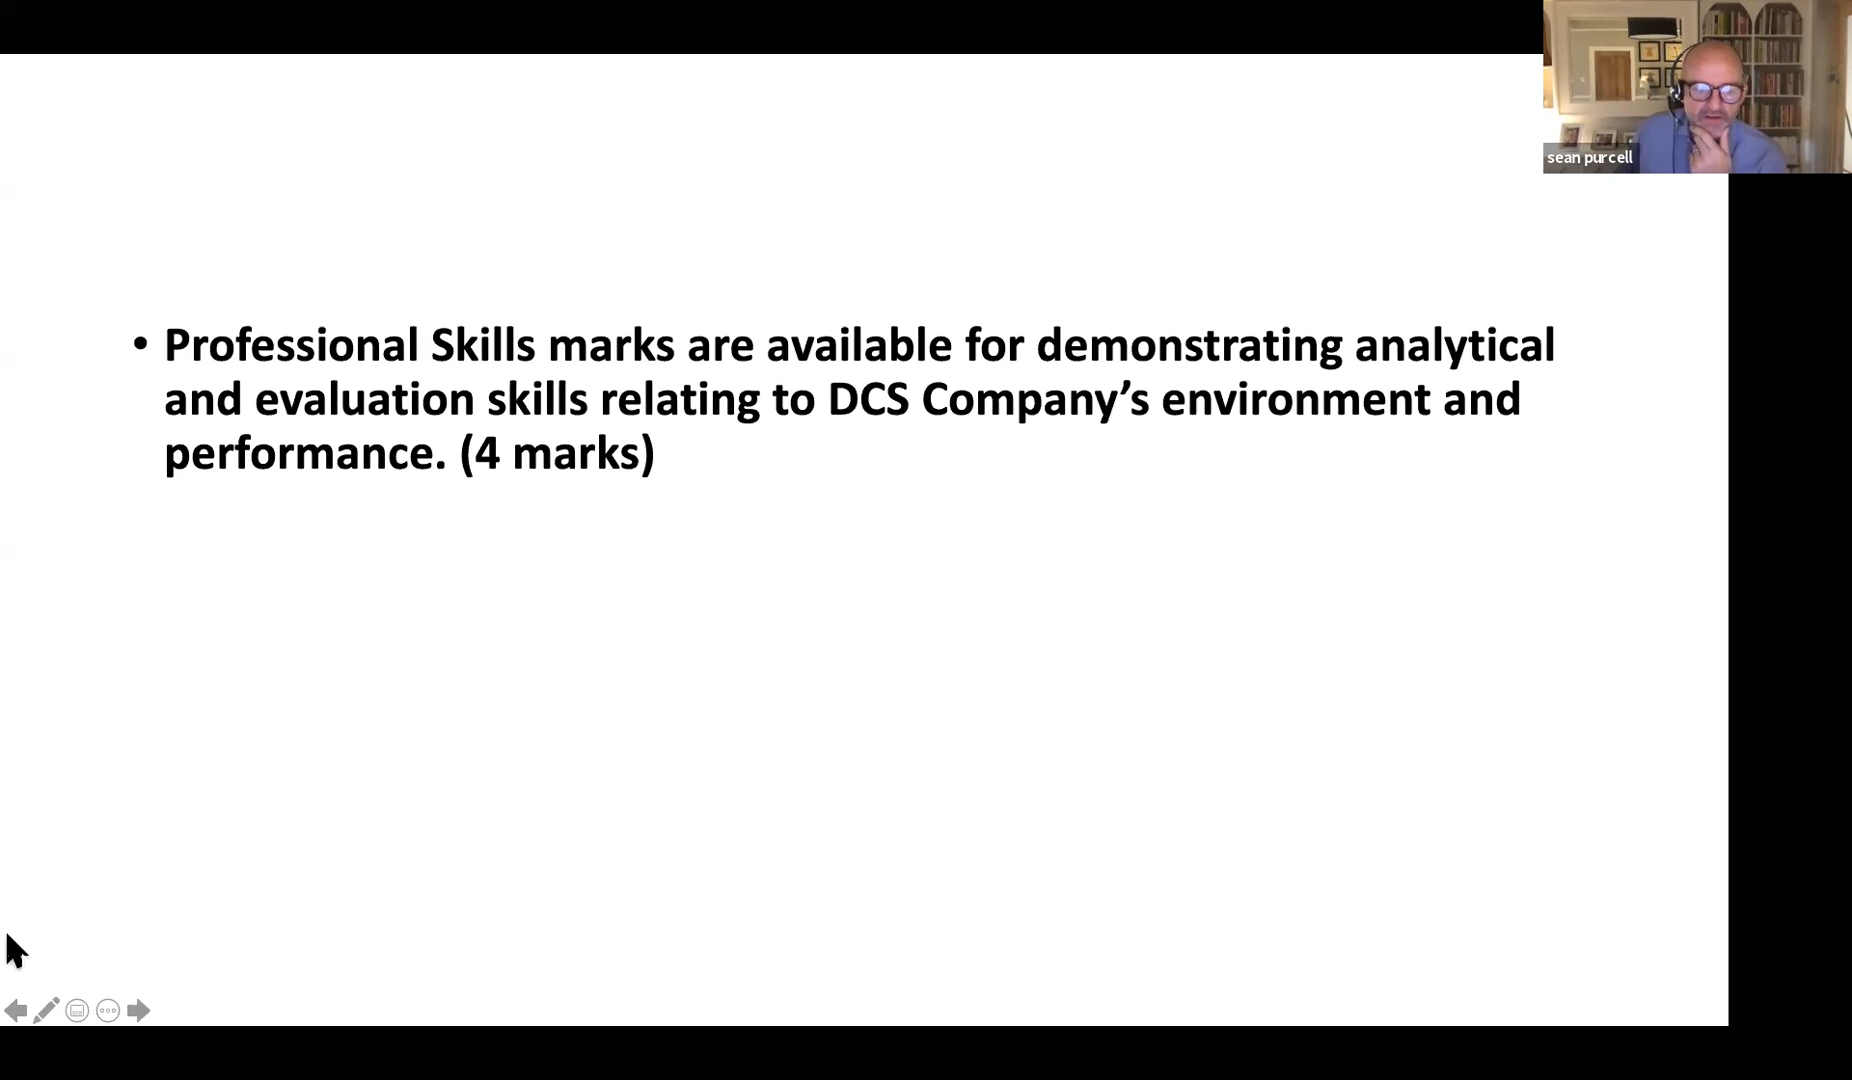 sean purcell
• Professional Skills marks are available for demonstrating analytical
and evaluation skills relating to DCS Company’s environment and
performance. (4 marks)